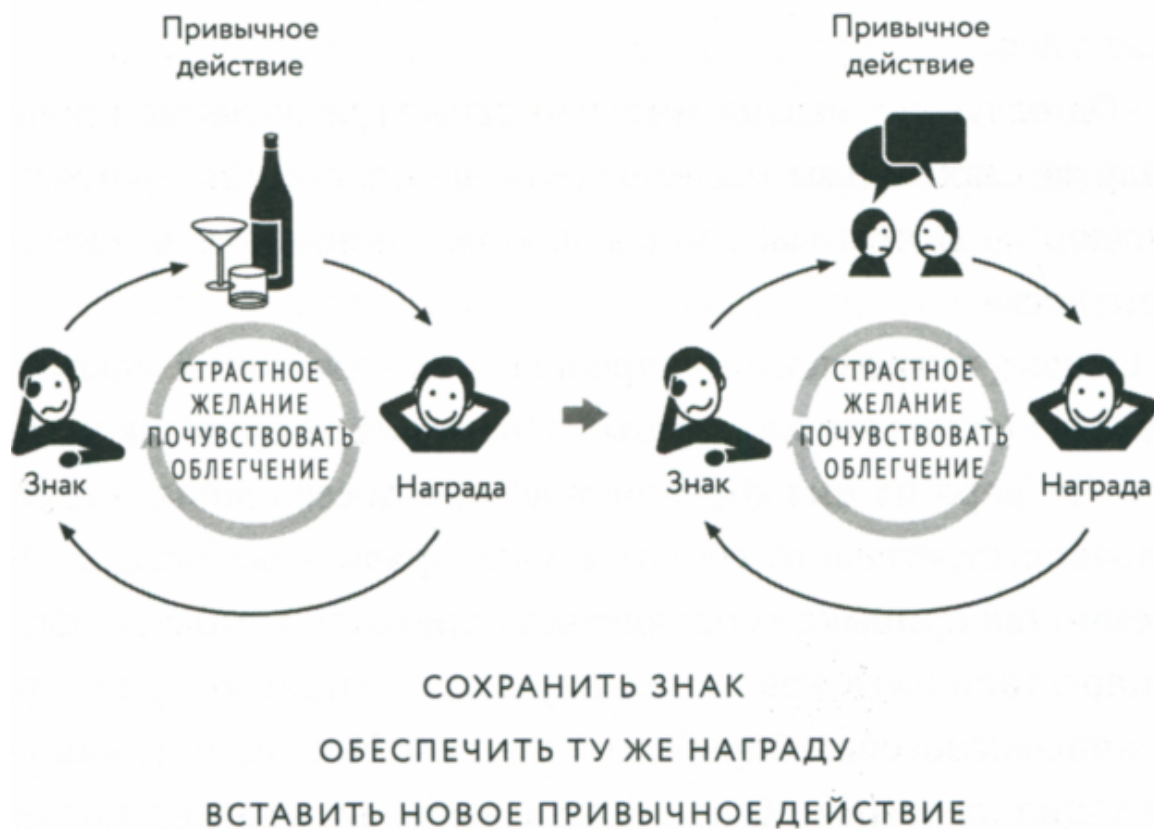 Привычное
действие
СТРАСТНОЕ
ЖЕЛАНИЕ
ПОЧУВСТВОВАТЬ
ОБЛЕГЧЕНИЕ
Знак
Награда
Привычное
действие
СТРАСТНОЕ
ЖЕЛАНИЕ
ПОЧУВСТВОВАТЬ
ОБЛЕГЧЕНИЕ
Знак
Награда
СОХРАНИТЬ ЗНАК
ОБЕСПЕЧИТЬ ТУ ЖЕ НАГРАДУ
ВСТАВИТЬ НОВОЕ ПРИВЫЧНОЕ ДЕЙСТВИЕ